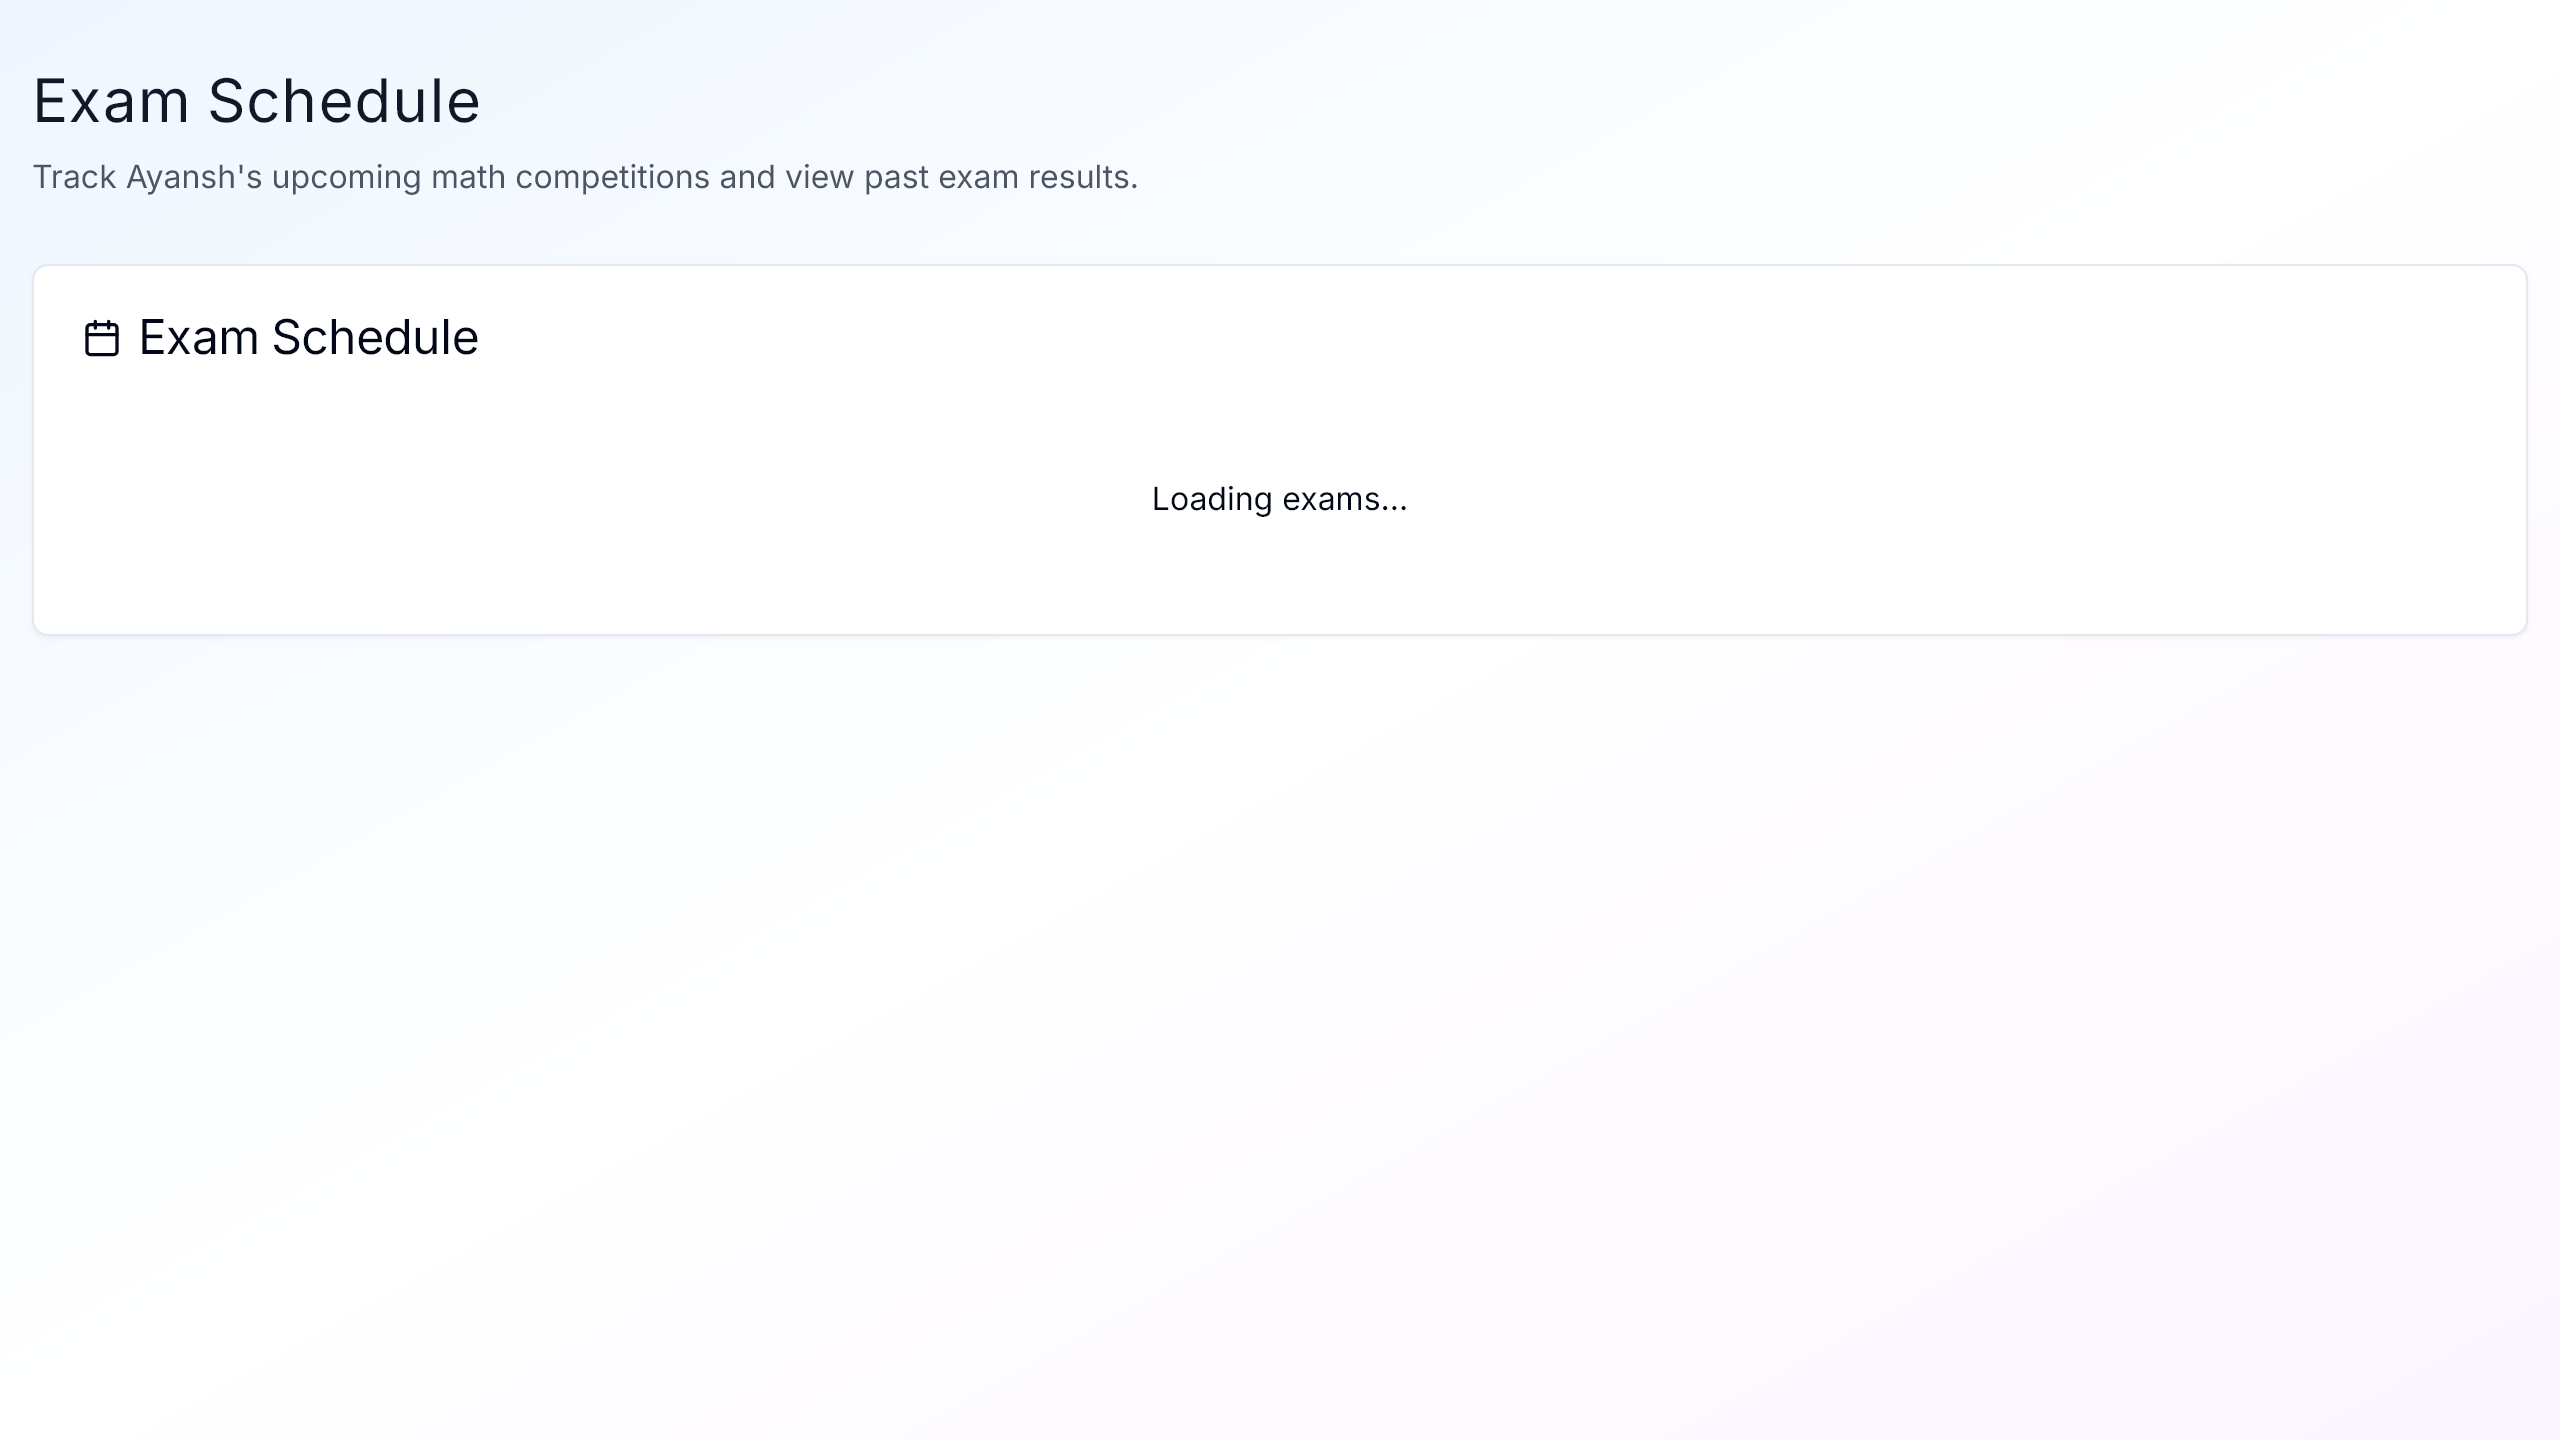 Exam Schedule
Track Ayansh's upcoming math competitions and view past exam results.
Exam Schedule
Loading exams...